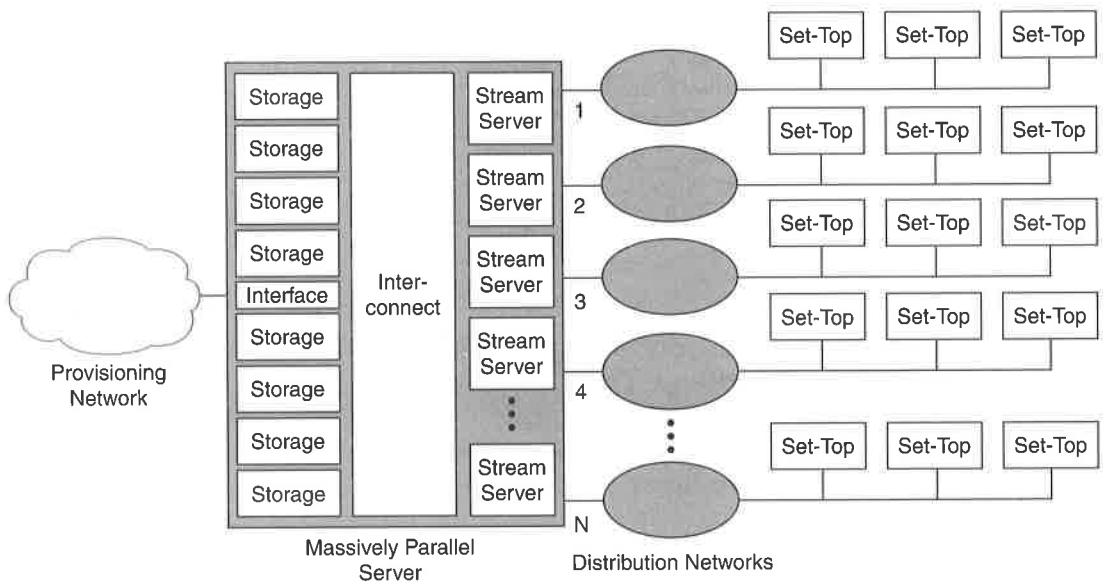 Set-Top Set-Top Set-Top
Storage
Storage
Storage
Storage
Interface
Storage
Storage
Storage
Storage
Inter-
connect
Stream
Server
1
Set-Top Set-Top Set-Top
Stream
Server
2
Set-Top Set-Top Set-Top
Stream
Server
3
Set-Top Set-Top Set-Top
Stream
Server
4
Set-Top Set-Top Set-Top
Stream
Server
N
Provisioning
Network
Massively Parallel
Server
Distribution Networks